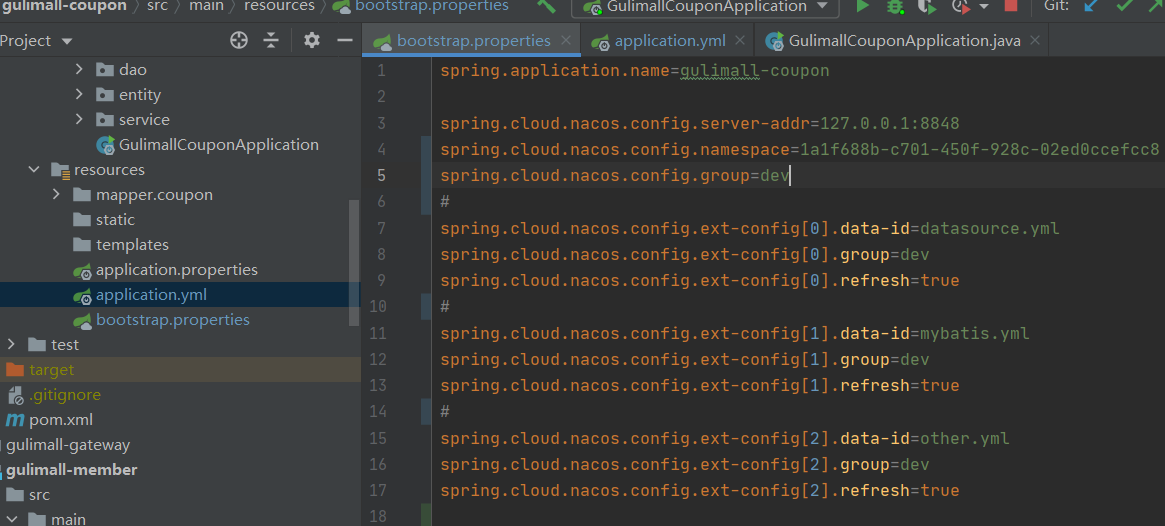 gulimall-coupon › src › main › resources › bootstrap.properties
GulimallCouponApplication
Git:
Project
bootstrap.properties
application.yml
GulimallCouponApplication.java
dao
entity
service
GulimallCouponApplication
resources
mapper.coupon
static
templates
application.properties
application.yml
bootstrap.properties
test
target
.gitignore
pom.xml
gulimall-gateway
gulimall-member
src
main
1 spring.application.name=gulimall-coupon
2
3 spring.cloud.nacos.config.server-addr=127.0.0.1:8848
4 spring.cloud.nacos.config.namespace=1a1f688b-c701-450f-928c-02ed0ccefcc8
5 spring.cloud.nacos.config.group=dev
6 #
7 spring.cloud.nacos.config.ext-config[0].data-id=datasource.yml
8 spring.cloud.nacos.config.ext-config[0].group=dev
9 spring.cloud.nacos.config.ext-config[0].refresh=true
10 #
11 spring.cloud.nacos.config.ext-config[1].data-id=mybatis.yml
12 spring.cloud.nacos.config.ext-config[1].group=dev
13 spring.cloud.nacos.config.ext-config[1].refresh=true
14 #
15 spring.cloud.nacos.config.ext-config[2].data-id=other.yml
16 spring.cloud.nacos.config.ext-config[2].group=dev
17 spring.cloud.nacos.config.ext-config[2].refresh=true
18